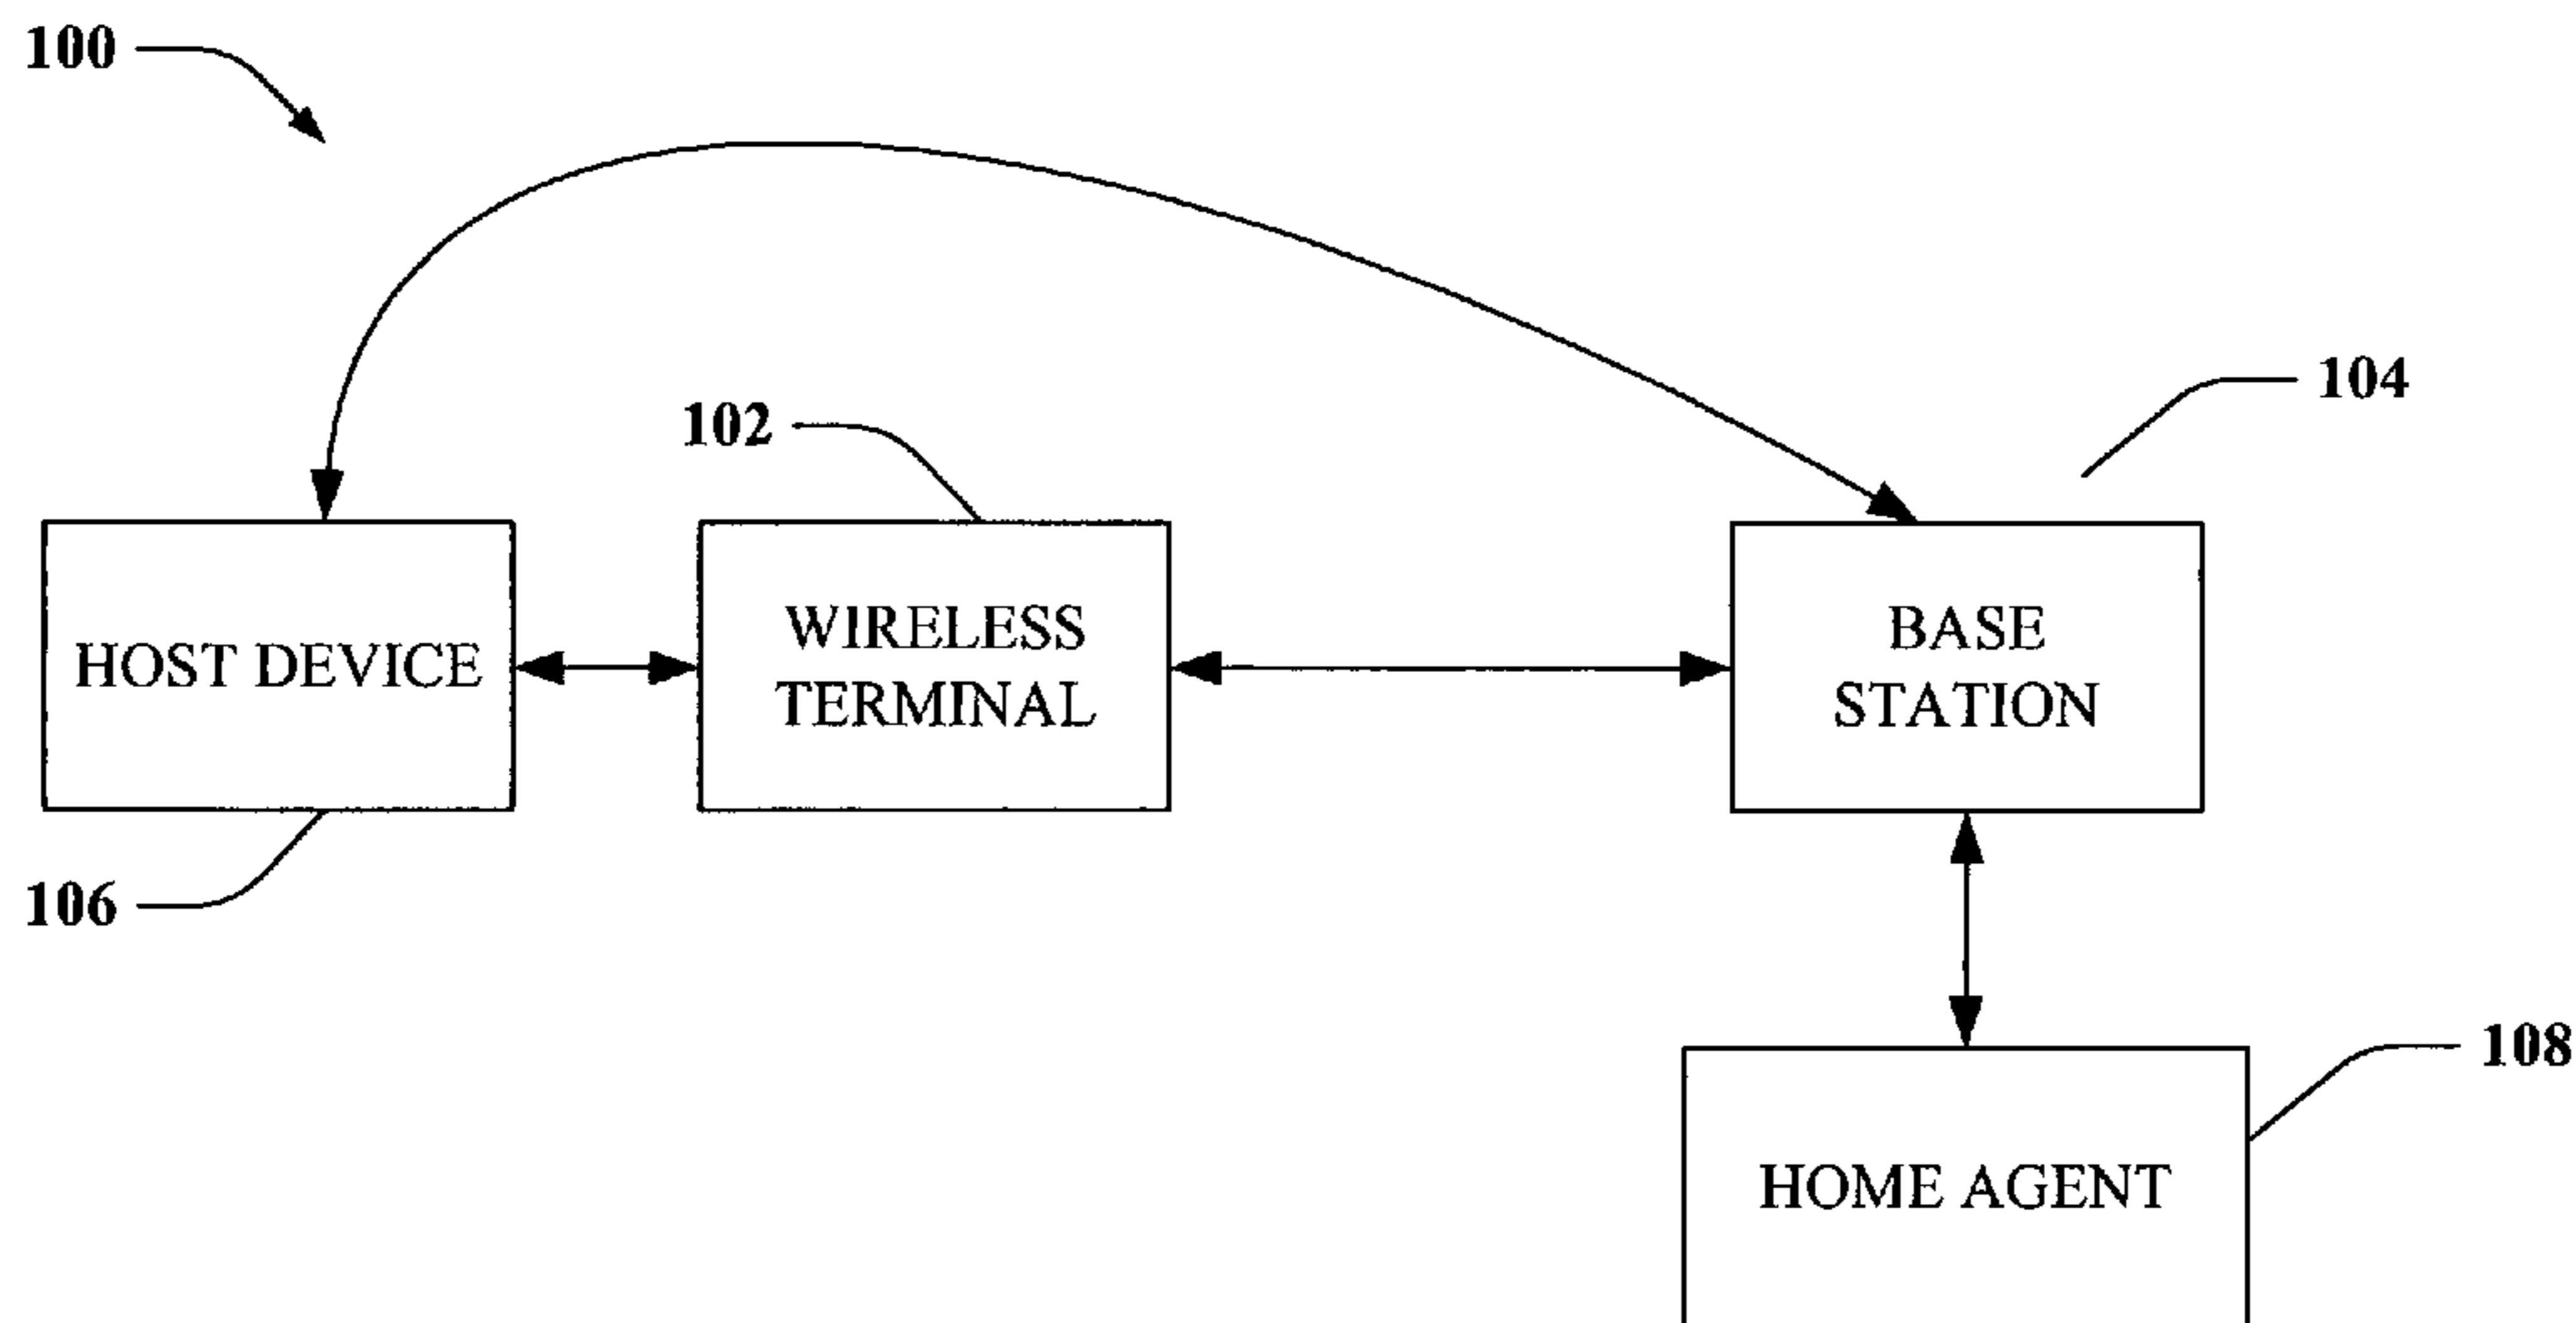 100
104
102
HOST DEVICE
WIRELESS
TERMINAL
BASE
STATION
106
108
HOME AGENT